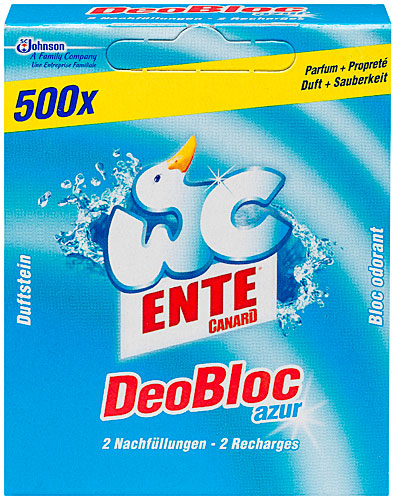 SC Johnson
A Family Company
Une Entreprise Familiale
500x
Parfum + Propreté
Duft + Sauberkeit
WC
ENTE
CANARD
Duftstein
Bloc odorant
DeoBloc
azur
2 Nachfüllungen - 2 Recharges